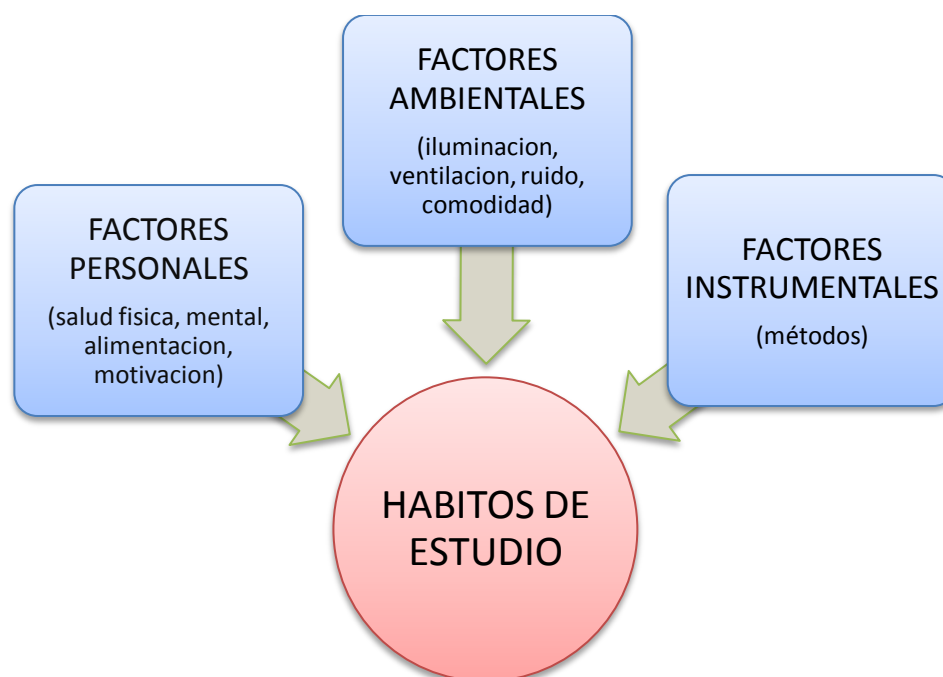 FACTORES
AMBIENTALES
(iluminacion,
ventilacion, ruido,
comodidad)
FACTORES
PERSONALES
(salud fisica, mental,
alimentacion,
motivacion)
FACTORES
INSTRUMENTALES
(métodos)
HABITOS DE
ESTUDIO